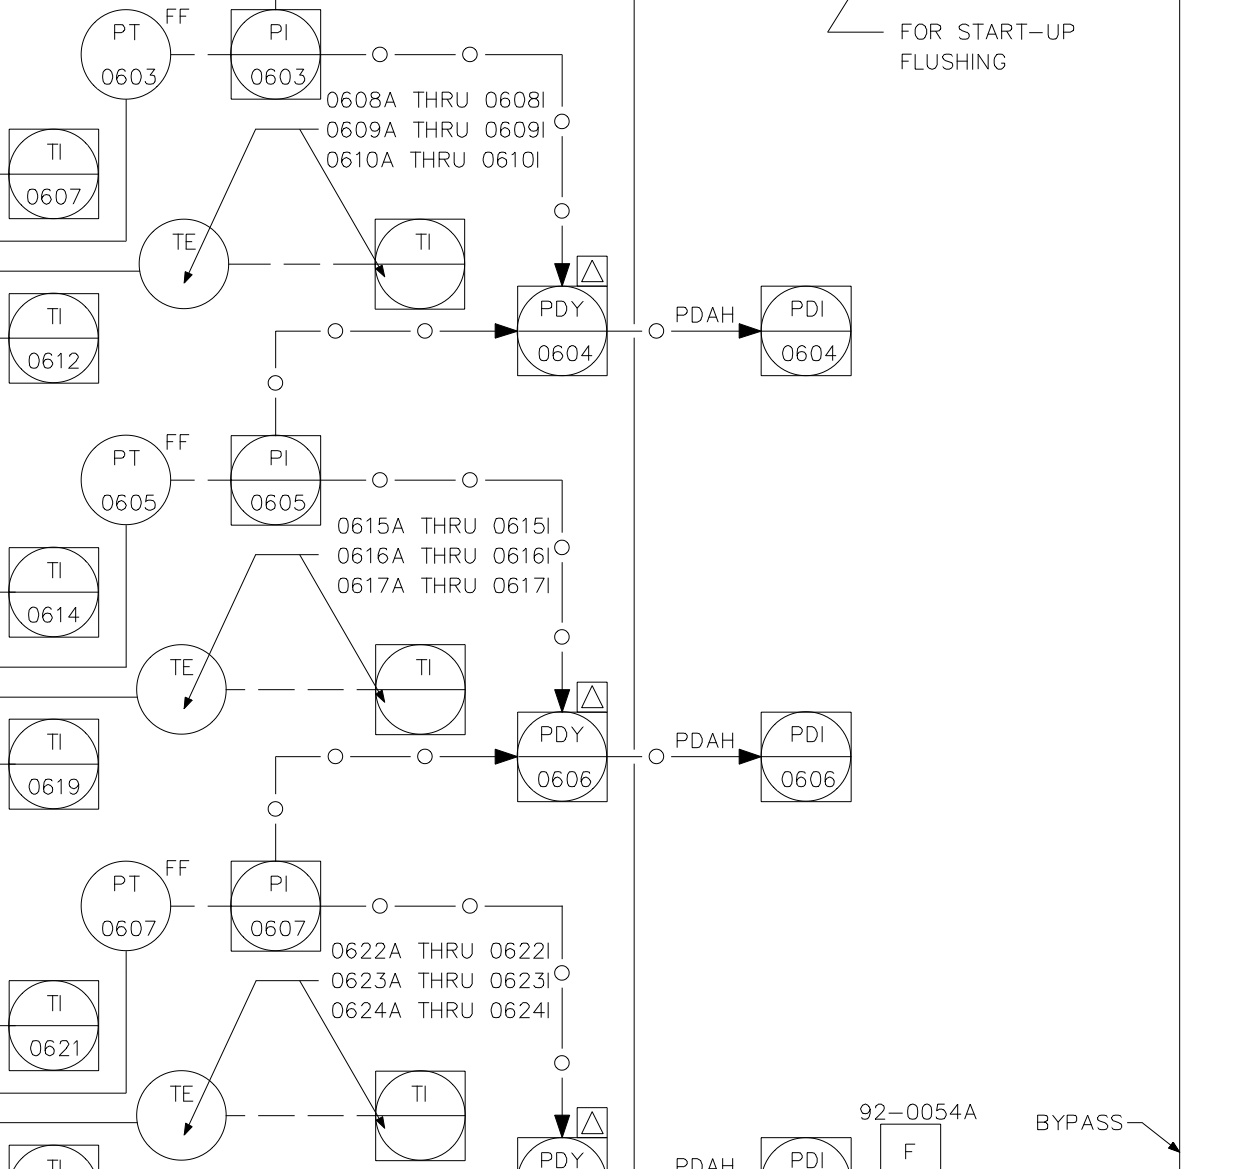 FF
PT
0603
PI
0603
FOR START-UP
FLUSHING
0608A THRU 0608I
0609A THRU 0609I
0610A THRU 0610I
TI
0607
TE
TI
TI
0612
PDY
0604
PDAH
PDI
0604
FF
PT
0605
PI
0605
0615A THRU 0615I
0616A THRU 0616I
0617A THRU 0617I
TI
0614
TE
TI
TI
0619
PDY
0606
PDAH
PDI
0606
FF
PT
0607
PI
0607
0622A THRU 0622I
0623A THRU 0623I
0624A THRU 0624I
TI
0621
TE
TI
92-0054A
BYPASS
F
TI
PDY
PDAH
PDI